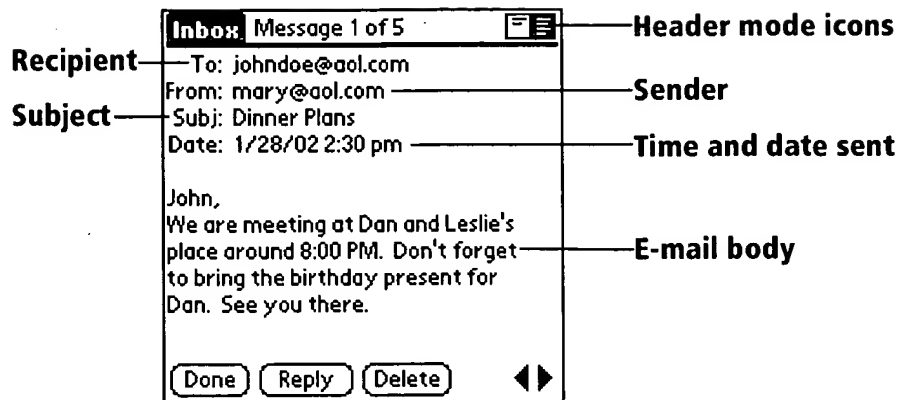 Inbox Message 1 of 5
Header mode icons
Recipient
To: johndoe@aol.com
From: mary@aol.com
Sender
Subject
Subj: Dinner Plans
Date: 1/28/02 2:30 pm
Time and date sent
John,
We are meeting at Dan and Leslie's
place around 8:00 PM. Don't forget
E-mail body
to bring the birthday present for
Dan. See you there.
Done Reply Delete